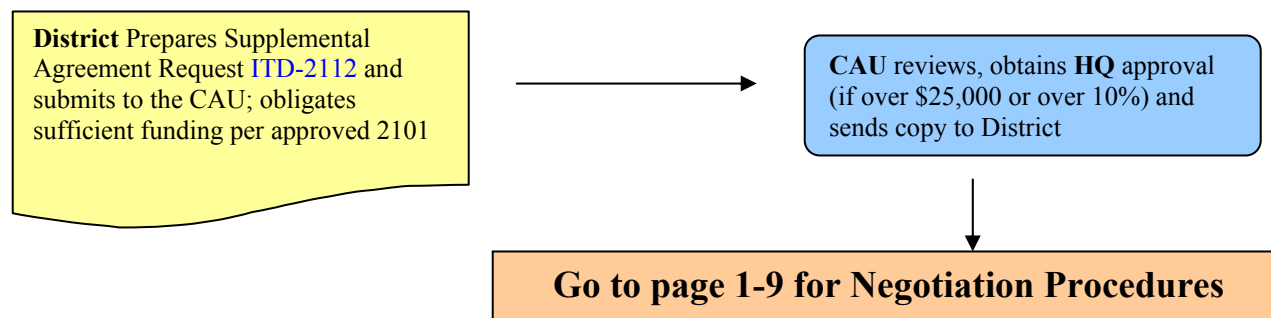 District Prepares Supplemental
Agreement Request ITD-2112 and
submits to the CAU; obligates
sufficient funding per approved 2101
CAU reviews, obtains HQ approval
(if over $25,000 or over 10%) and
sends copy to District
Go to page 1-9 for Negotiation Procedures